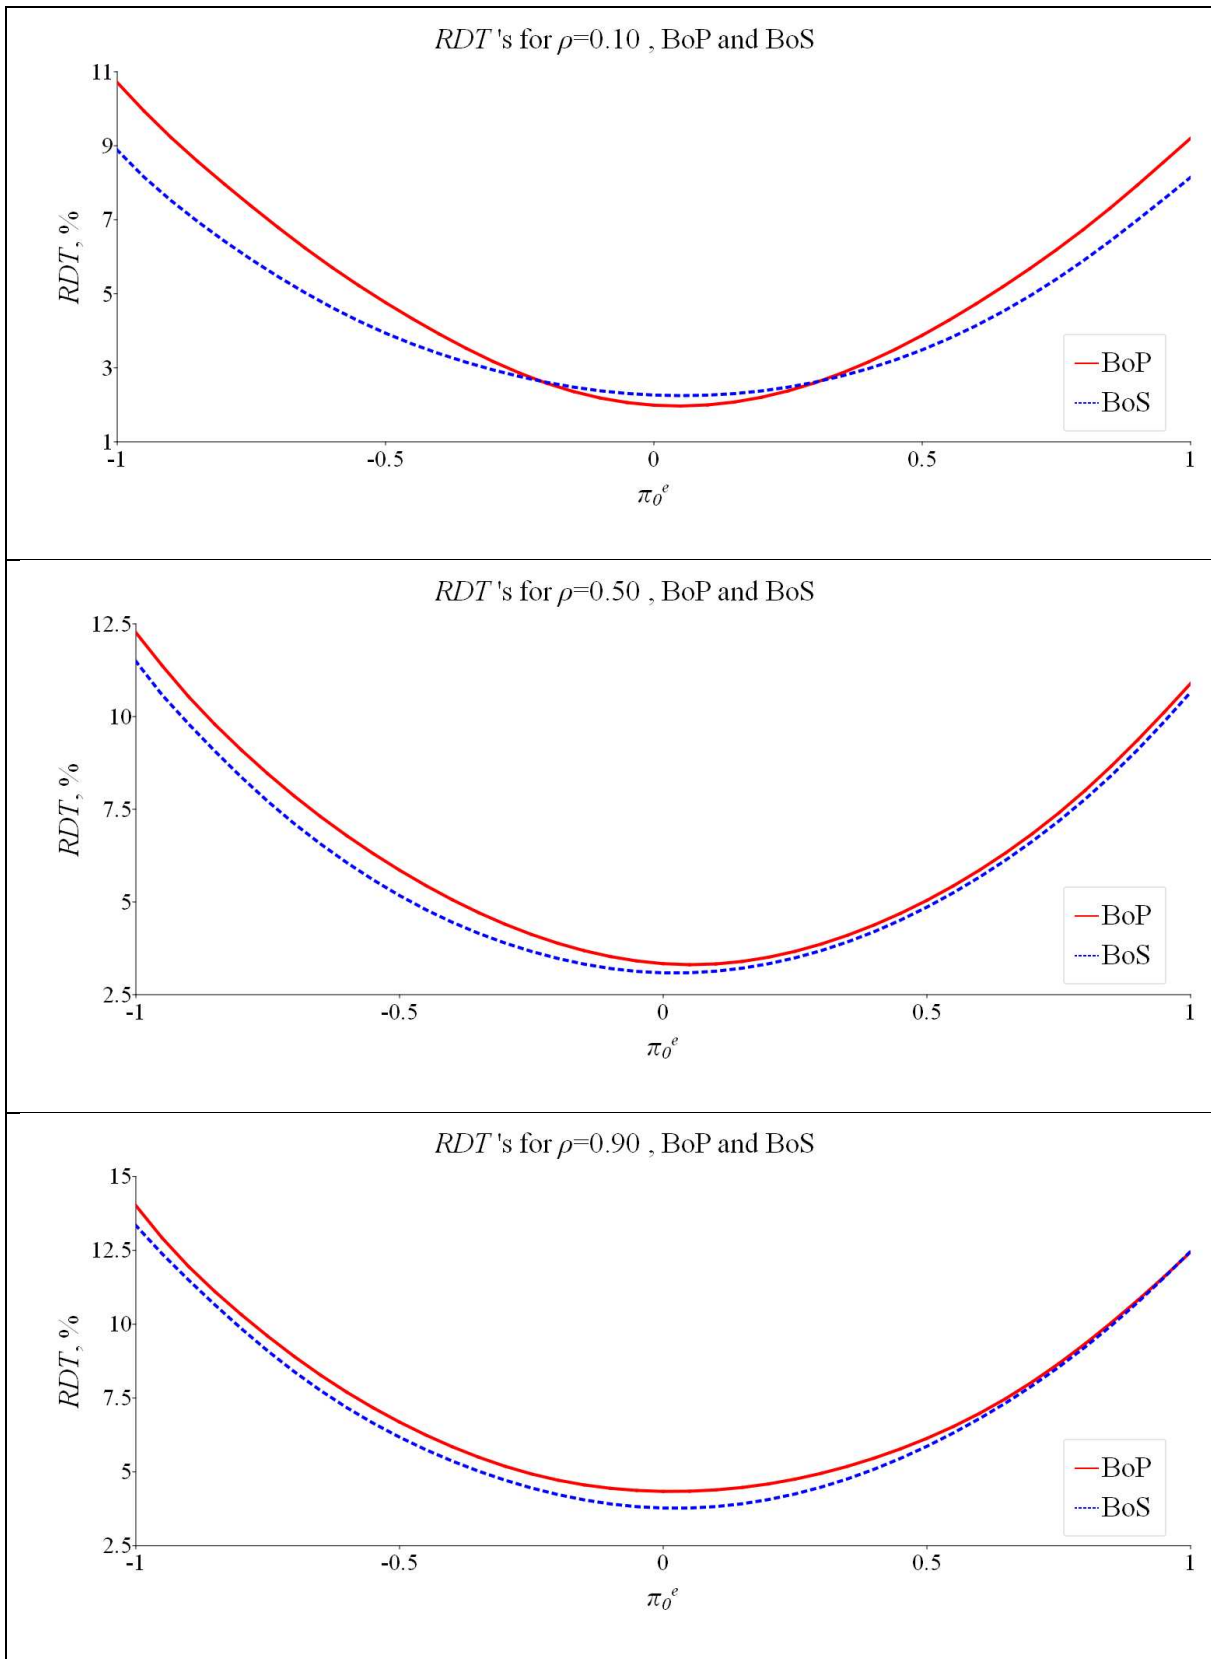 RDT 's for ρ=0.10 , BoP and BoS
11
9
7
5
3
1
RDT, %
-1
-0.5
0
0.5
1
π₀ᵉ
BoP
BoS
RDT 's for ρ=0.50 , BoP and BoS
12.5
10
7.5
5
2.5
RDT, %
-1
-0.5
0
0.5
1
π₀ᵉ
BoP
BoS
RDT 's for ρ=0.90 , BoP and BoS
15
12.5
10
7.5
5
2.5
RDT, %
-1
-0.5
0
0.5
1
π₀ᵉ
BoP
BoS